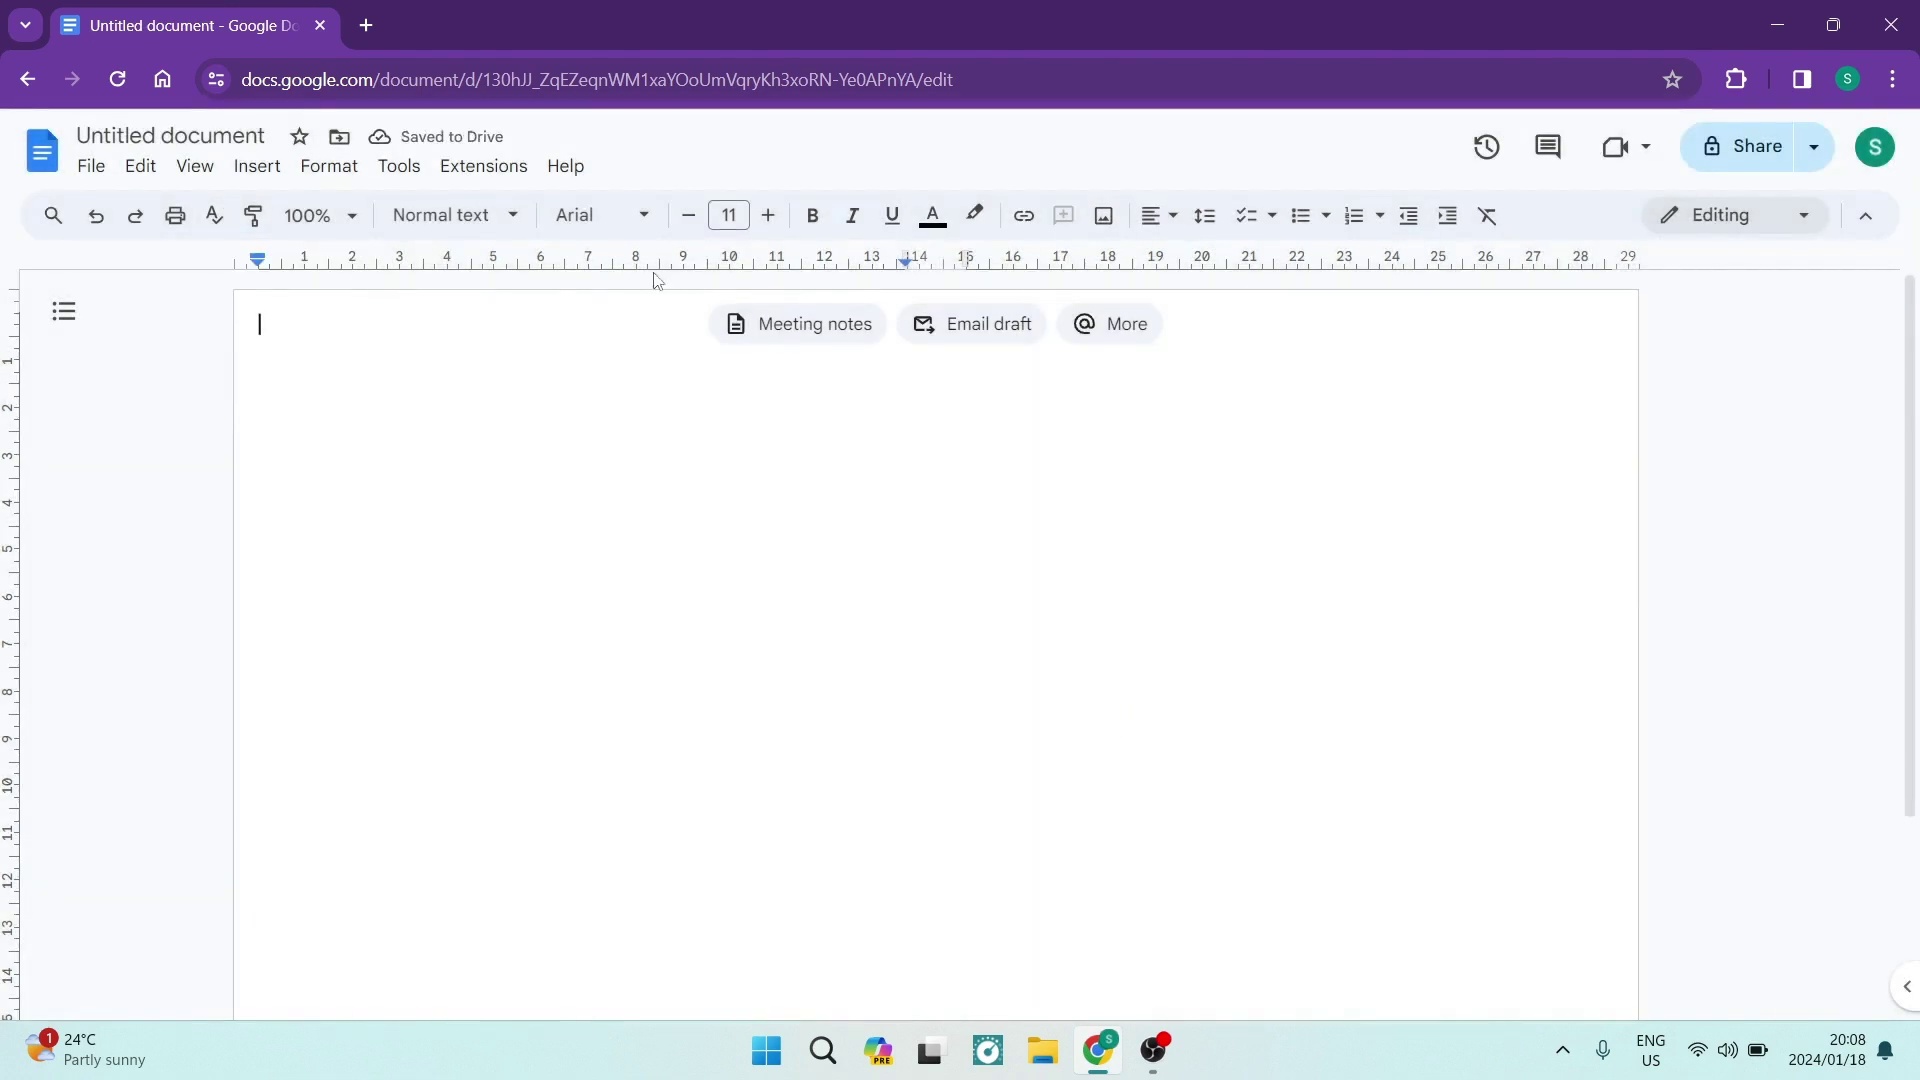 Untitled document - Google Do
docs.google.com/document/d/130hJJ_ZqEZeqnWM1xaYOoUmVqryKh3xoRN-Ye0APnYA/edit
S
Untitled document
Saved to Drive
File Edit View Insert Format Tools Extensions Help
Share
S
100% Normal text Arial 11 B I U A Editing
1 2 3 4 5 6 7 8 9 10 11 12 13 14 15 16 17 18 19 20 21 22 23 24 25 26 27 28 29
Meeting notes Email draft @ More
1
2
3
4
5
6
7
8
9
10
11
12
13
14
1
24°C
Partly sunny
PRE
S
ENG
US
20:08
2024/01/18